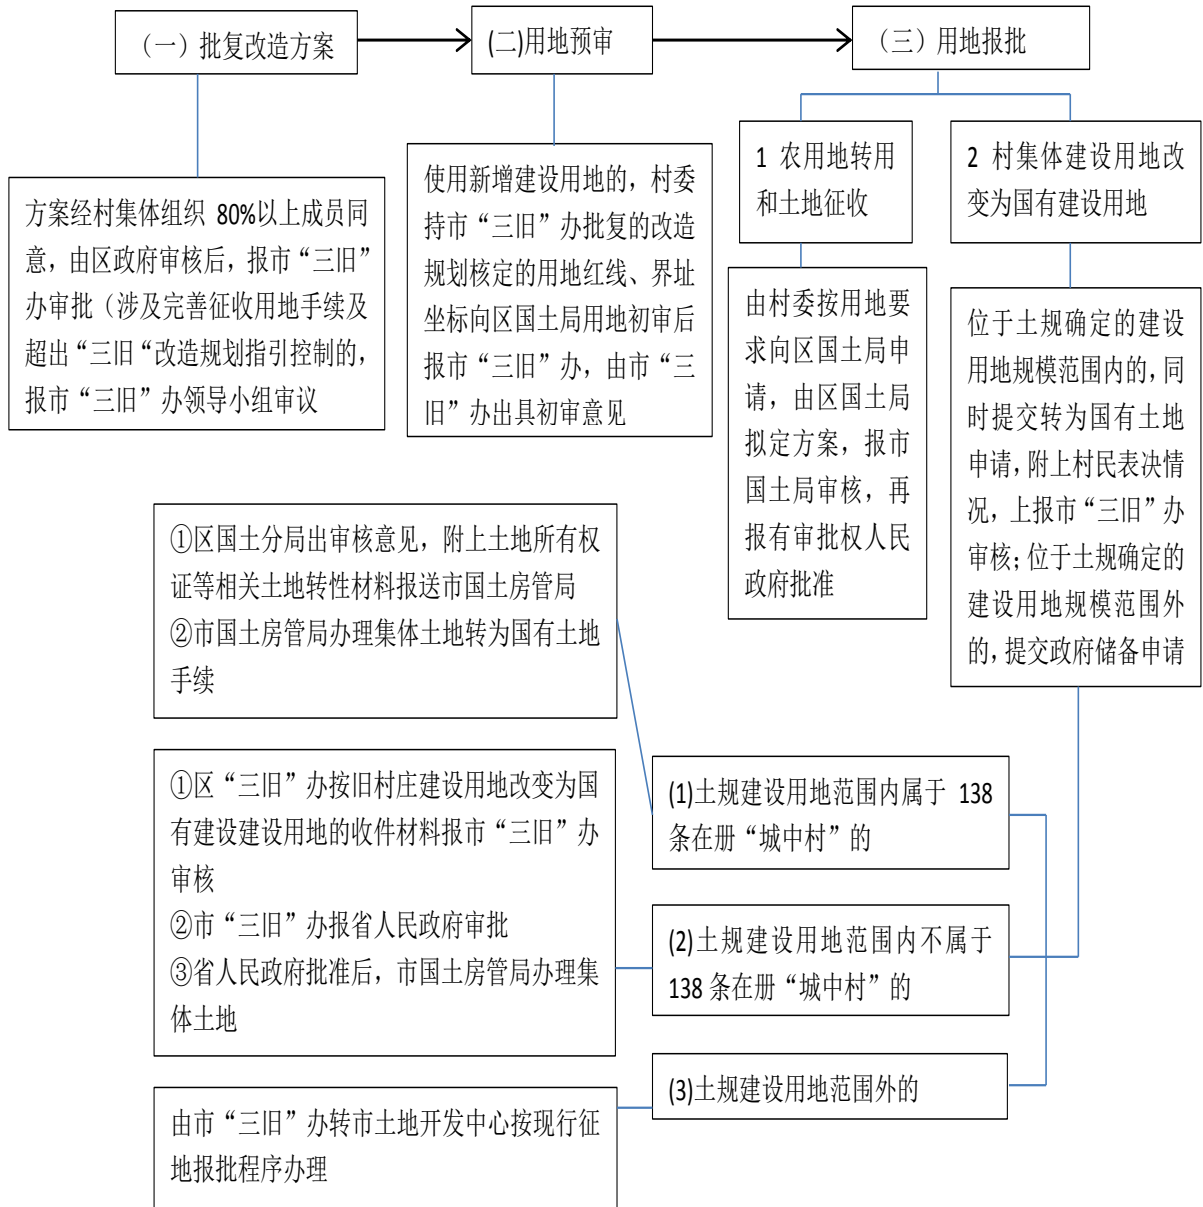 （一）批复改造方案
(二)用地预审
（三）用地报批
方案经村集体组织 80%以上成员同
意，由区政府审核后，报市“三旧”
办审批（涉及完善征收用地手续及
超出“三旧“改造规划指引控制的，
报市“三旧”办领导小组审议
使用新增建设用地的，村委
持市“三旧”办批复的改造
规划核定的用地红线、界址
坐标向区国土局用地初审后
报市“三旧”办，由市“三
旧”办出具初审意见
1 农用地转用
和土地征收
2 村集体建设用地改
变为国有建设用地
由村委按用地要
求向区国土局申
请，由区国土局
拟定方案，报市
国土局审核，再
报有审批权人民
政府批准
位于土规确定的建设
用地规模范围内的，同
时提交转为国有土地
申请，附上村民表决情
况，上报市“三旧”办
审核；位于土规确定的
建设用地规模范围外
的，提交政府储备申请
①区国土分局出审核意见，附上土地所有权
证等相关土地转性材料报送市国土房管局
②市国土房管局办理集体土地转为国有土地
手续
①区“三旧”办按旧村庄建设用地改变为国
有建设建设用地的收件材料报市“三旧”办
审核
②市“三旧”办报省人民政府审批
③省人民政府批准后，市国土房管局办理集
体土地
由市“三旧”办转市土地开发中心按现行征
地报批程序办理
(1)土规建设用地范围内属于 138
条在册“城中村”的
(2)土规建设用地范围内不属于
138 条在册“城中村”的
(3)土规建设用地范围外的